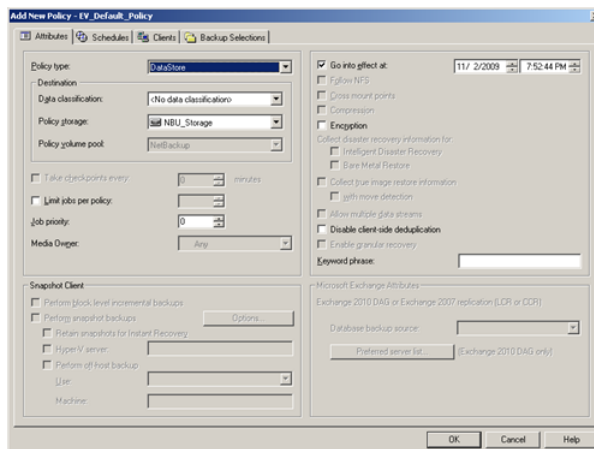 Add New Policy - EV_Default_Policy
Attributes
Schedules
Clients
Backup Selections
Policy type:
DataStore
Destination
Data classification:
<No data classification>
Policy storage:
NBU_Storage
Policy volume pool:
NetBackup
Take checkpoints every:
0
minutes
Limit jobs per policy:
Job priority:
0
Media Owner:
Any
Go into effect at:
11/ 2/2009
7:52:44 PM
Follow NFS
Cross mount points
Compression
Encryption
Collect disaster recovery information for:
Intelligent Disaster Recovery
Bare Metal Restore
Collect true image restore information
with move detection
Allow multiple data streams
Disable client-side deduplication
Enable granular recovery
Keyword phrase:
Snapshot Client
Perform block level incremental backups
Perform snapshot backups
Options...
Retain snapshots for Instant Recovery
Hyper-V server:
Perform off-host backup
Use:
Machine:
Microsoft Exchange Attributes
Exchange 2010 DAG or Exchange 2007 replication (LCR or CCR)
Database backup source:
Preferred server list...
(Exchange 2010 DAG only)
OK
Cancel
Help